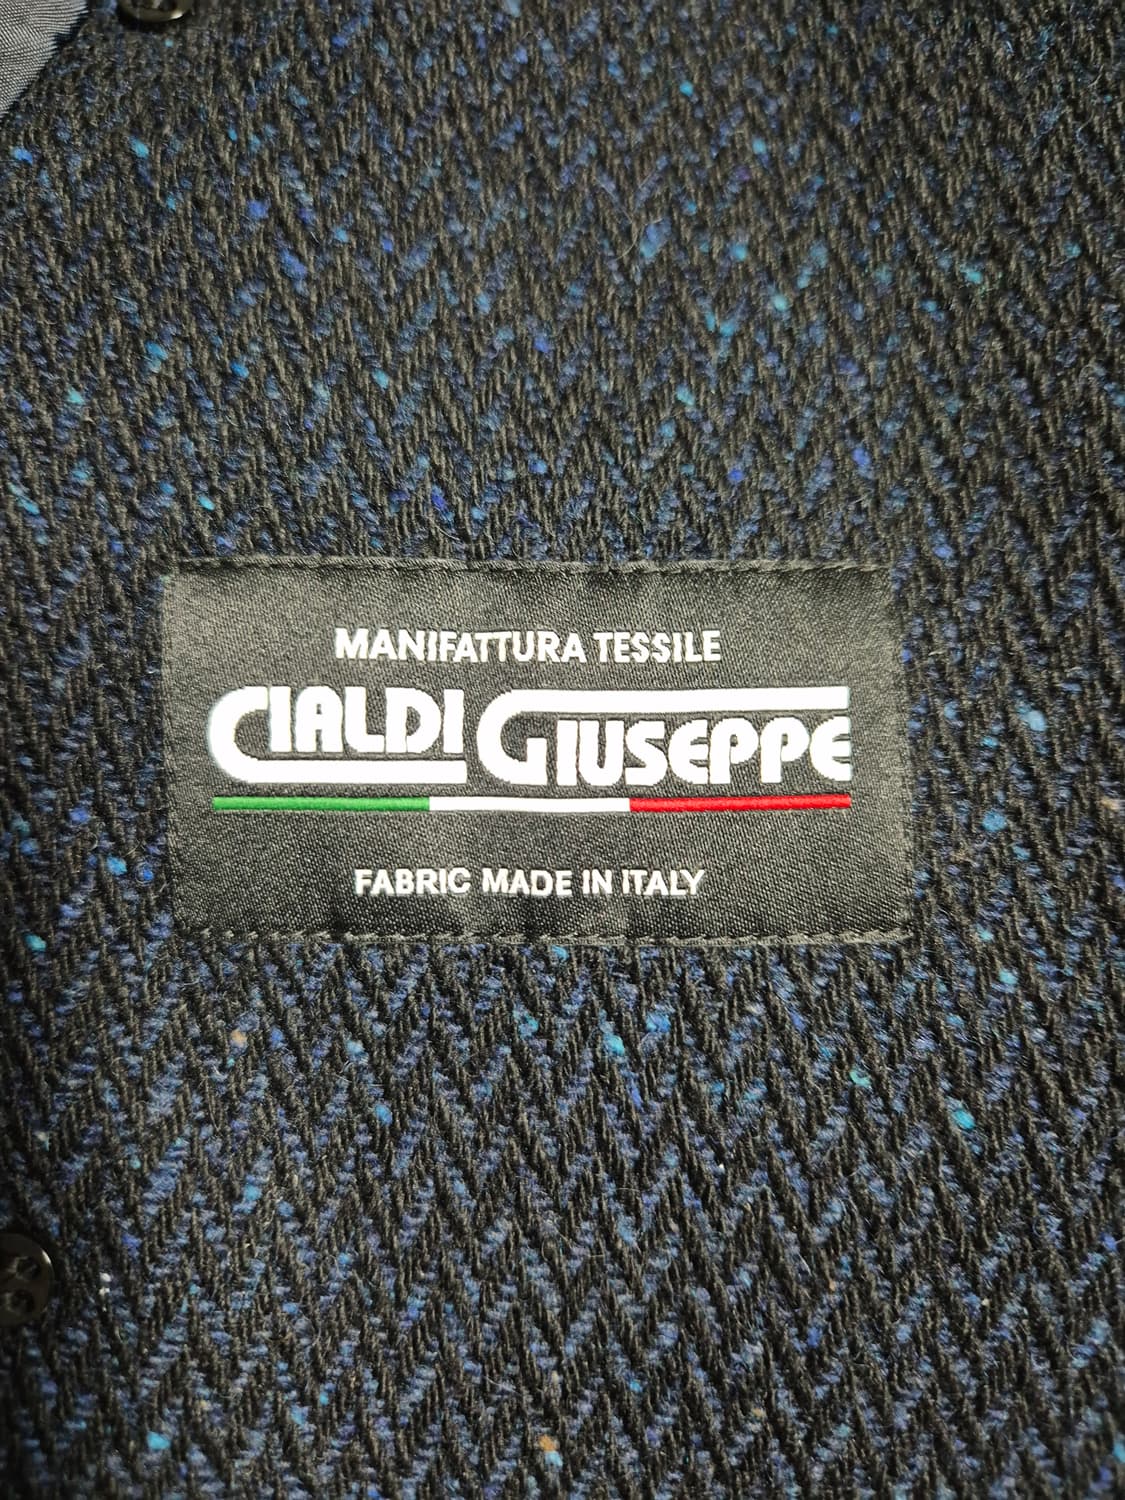 MANIFATTURA TESSILE
CIALDI GIUSEPPE
FABRIC MADE IN ITALY